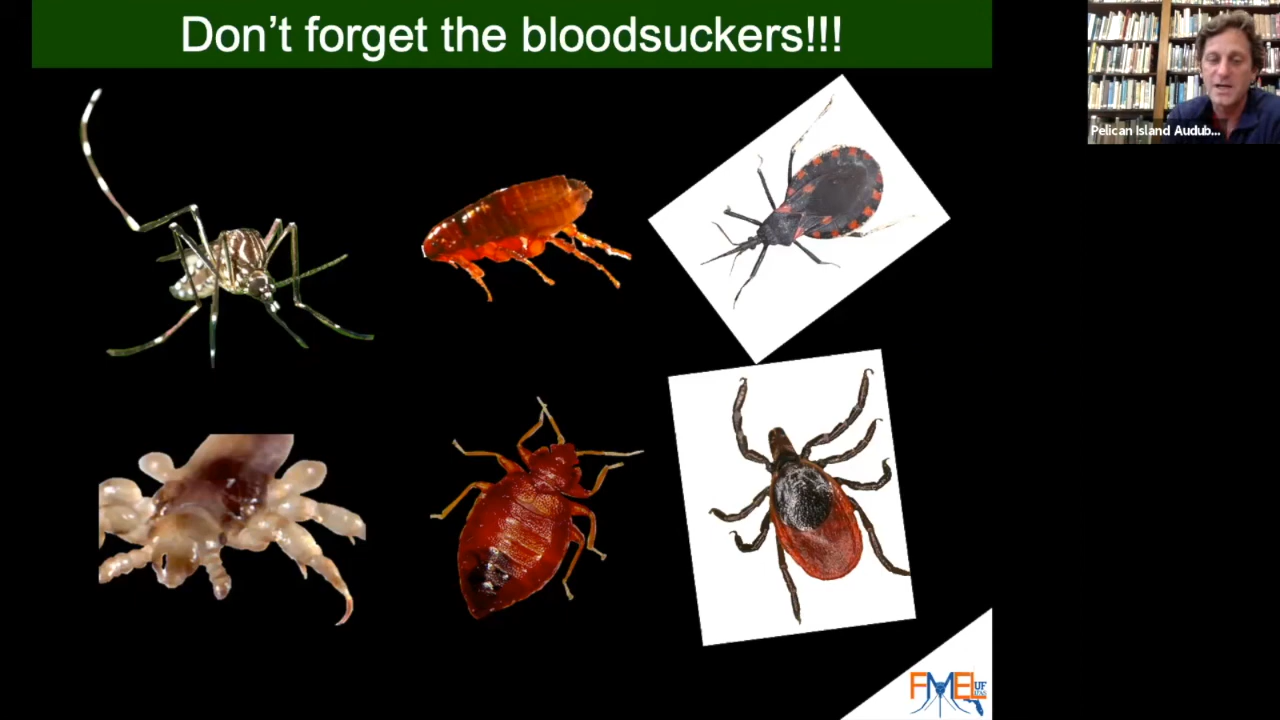 Don't forget the bloodsuckers!!!
Pelican Island Audub...
FMEL
UF